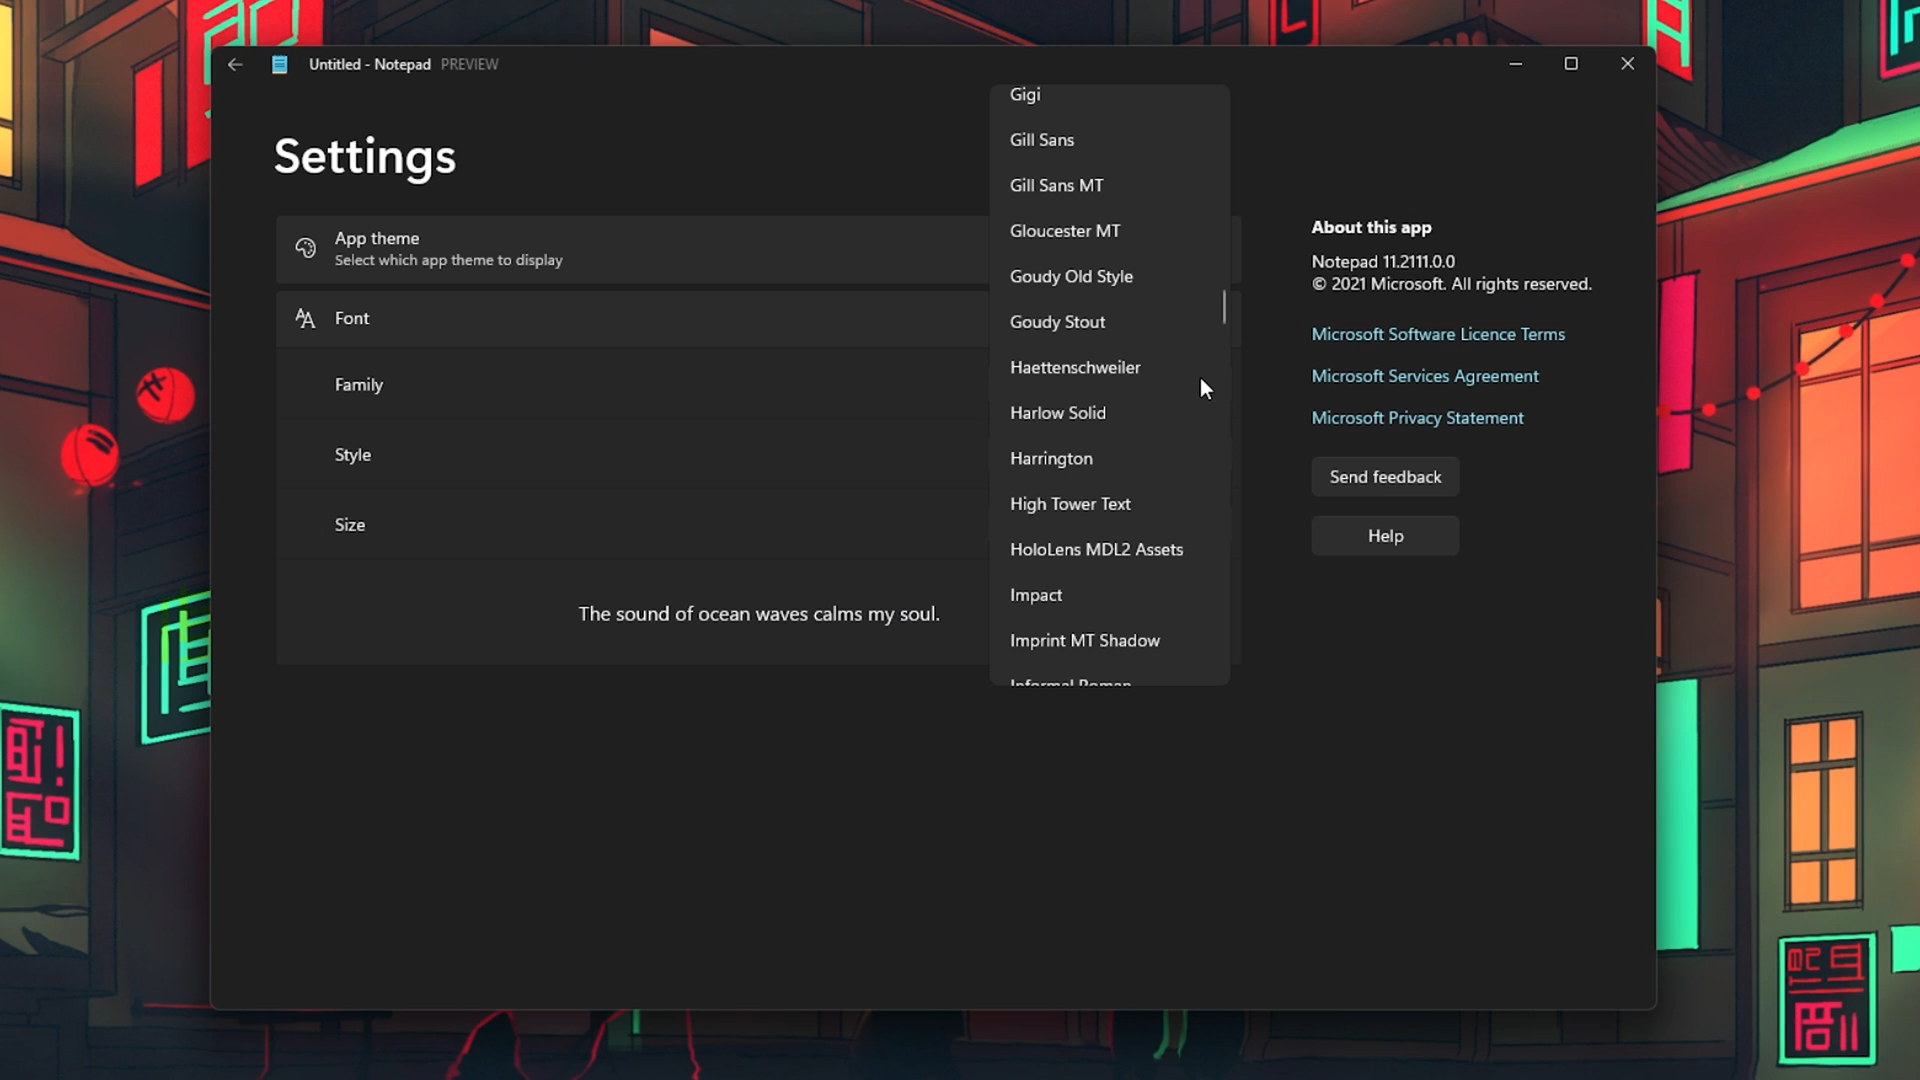 Untitled - Notepad PREVIEW
Settings
App theme
Select which app theme to display
Font
Family
Style
Size
The sound of ocean waves calms my soul.
Gigi
Gill Sans
Gill Sans MT
Gloucester MT
Goudy Old Style
Goudy Stout
Haettenschweiler
Harlow Solid
Harrington
High Tower Text
HoloLens MDL2 Assets
Impact
Imprint MT Shadow
Informal Roman
About this app
Notepad 11.2111.0.0
© 2021 Microsoft. All rights reserved.
Microsoft Software Licence Terms
Microsoft Services Agreement
Microsoft Privacy Statement
Send feedback
Help